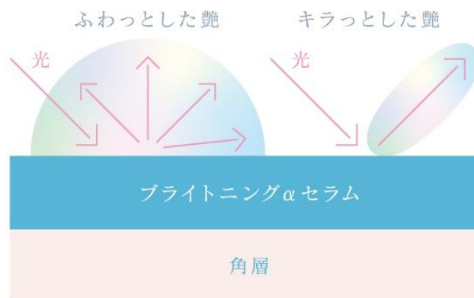 ふわっとした艶
キラっとした艶
光
光
ブライトニングαセラム
角層